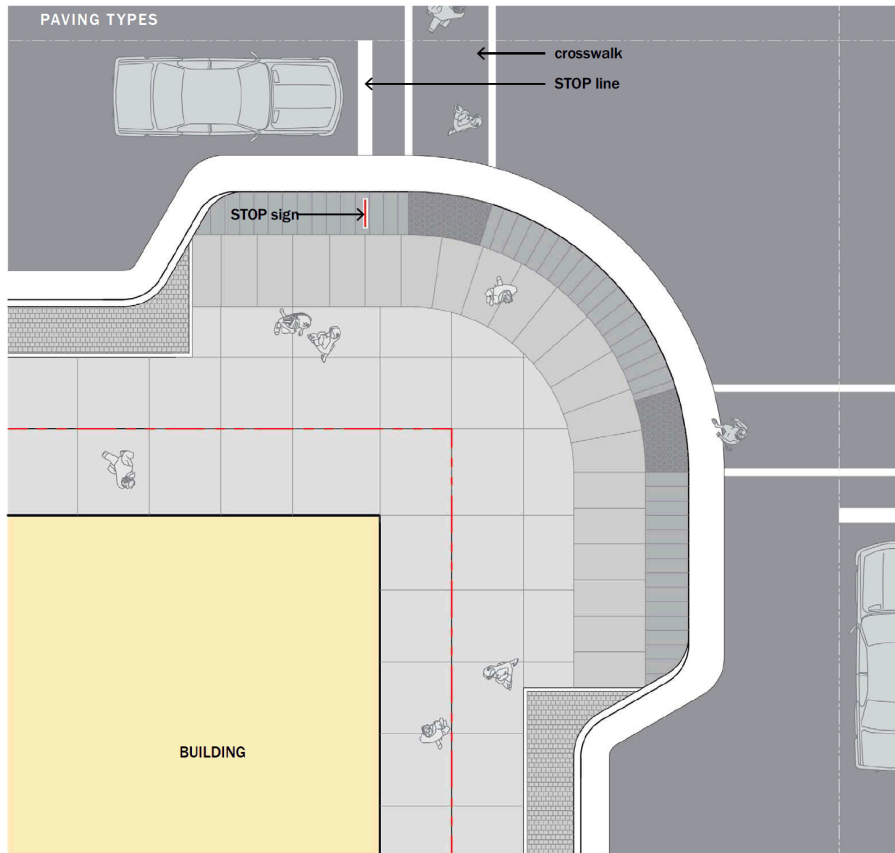 PAVING TYPES
crosswalk
STOP line
STOP sign
BUILDING